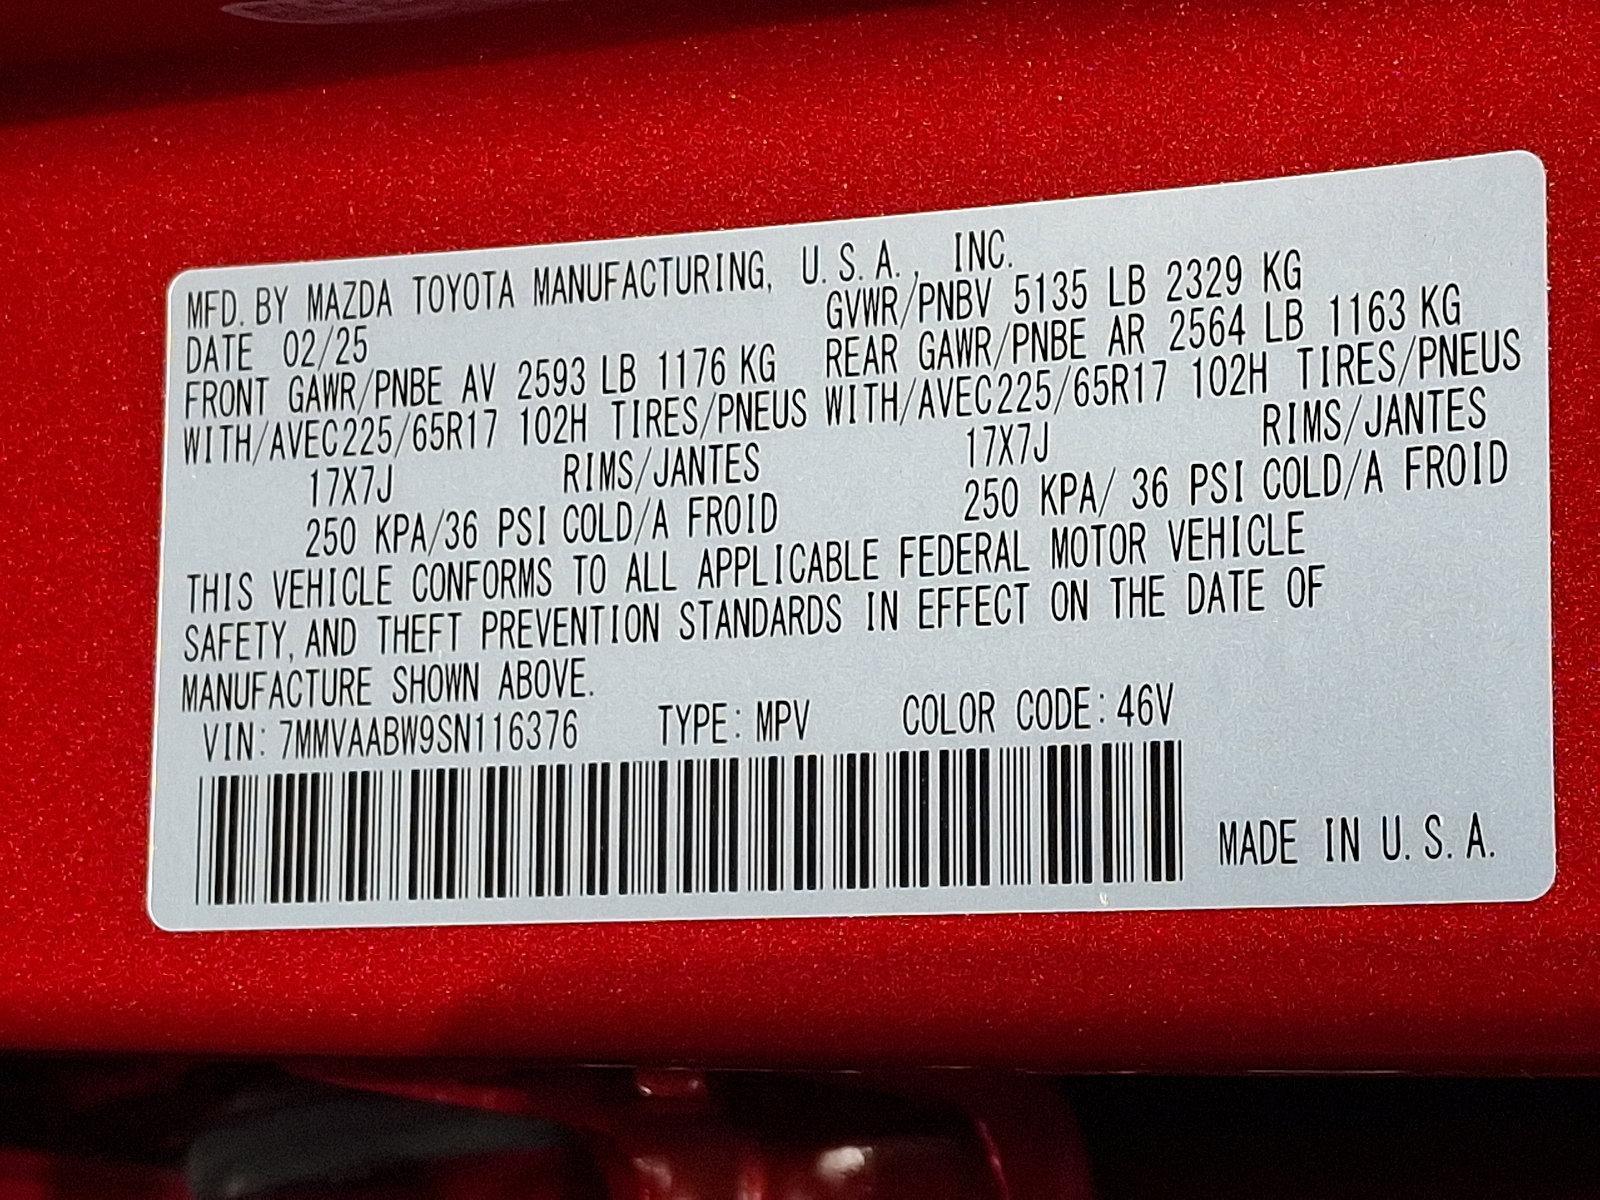 MFD. BY MAZDA TOYOTA MANUFACTURING, U.S.A., INC.
DATE 02/25 GVWR/PNBV 5135 LB 2329 KG
FRONT GAWR/PNBE AV 2593 LB 1176 KG REAR GAWR/PNBE AR 2564 LB 1163 KG
WITH/AVEC225/65R17 102H TIRES/PNEUS WITH/AVEC225/65R17 102H TIRES/PNEUS
17X7J RIMS/JANTES 17X7J RIMS/JANTES
250 KPA/36 PSI COLD/A FROID 250 KPA/ 36 PSI COLD/A FROID
THIS VEHICLE CONFORMS TO ALL APPLICABLE FEDERAL MOTOR VEHICLE
SAFETY, AND THEFT PREVENTION STANDARDS IN EFFECT ON THE DATE OF
MANUFACTURE SHOWN ABOVE.
VIN: 7MMVAABW9SN116376 TYPE: MPV COLOR CODE: 46V
MADE IN U.S.A.